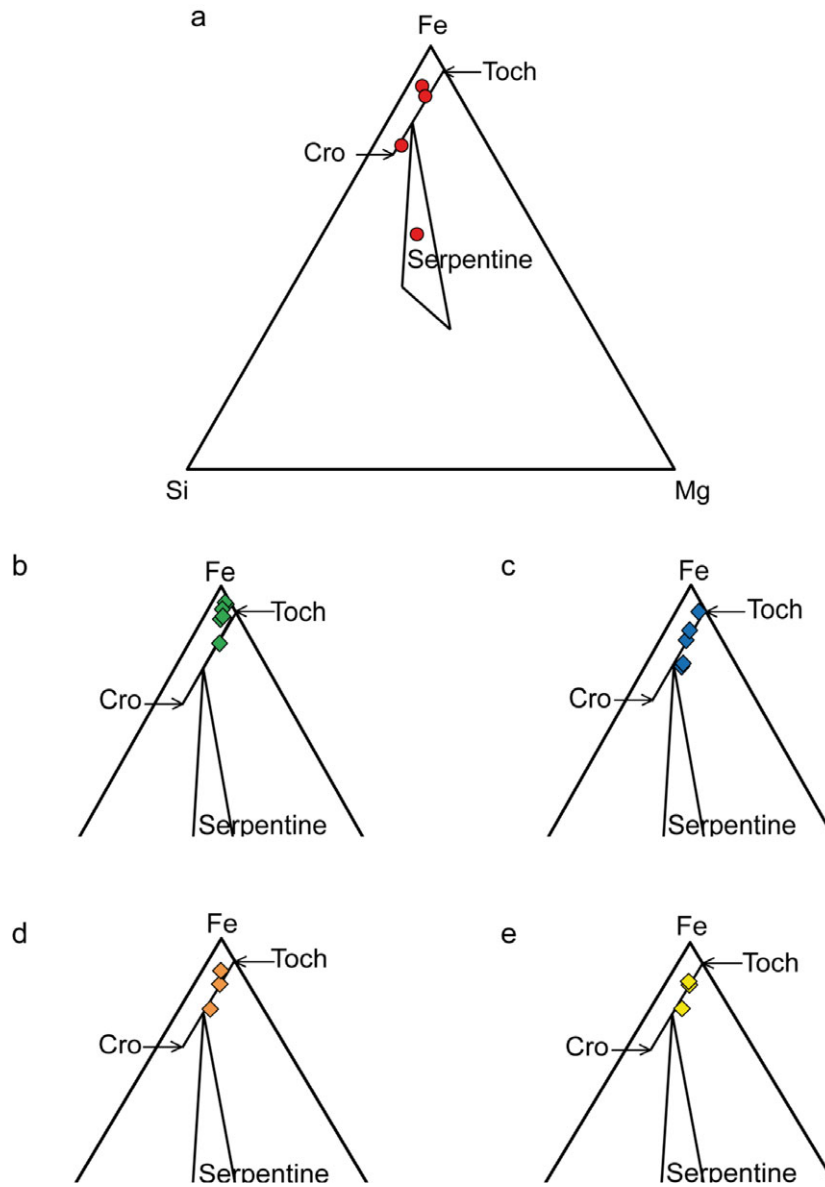 a
Fe
Toch
Cro
Serpentine
Si
Mg
b
Fe
Toch
Cro
Serpentine
c
Fe
Toch
Cro
Serpentine
d
Fe
Toch
Cro
Serpentine
e
Fe
Toch
Cro
Serpentine